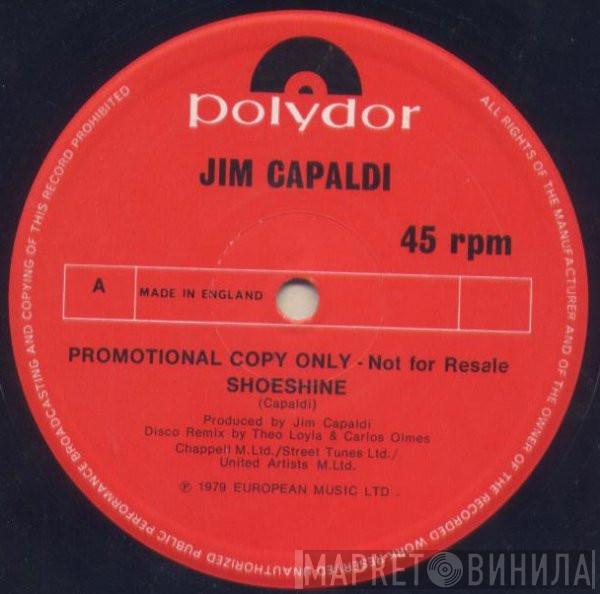 polydor
JIM CAPALDI
45 rpm
A
MADE IN ENGLAND
PROMOTIONAL COPY ONLY - Not for Resale
SHOESHINE
(Capaldi)
Produced by Jim Capaldi
Disco Remix by Theo Loyla & Carlos Olmes
Chappell M.Ltd./Street Tunes Ltd./
United Artists M.Ltd.
℗ 1979 EUROPEAN MUSIC LTD .
ALL RIGHTS OF THE MANUFACTURER AND OF THE OWNER OF THE RECORDED WORK RESERVED UNAUTHORIZED PUBLIC PERFORMANCE BROADCASTING AND COPYING OF THIS RECORD PROHIBITED
МАРКЕТ ВИНИЛА